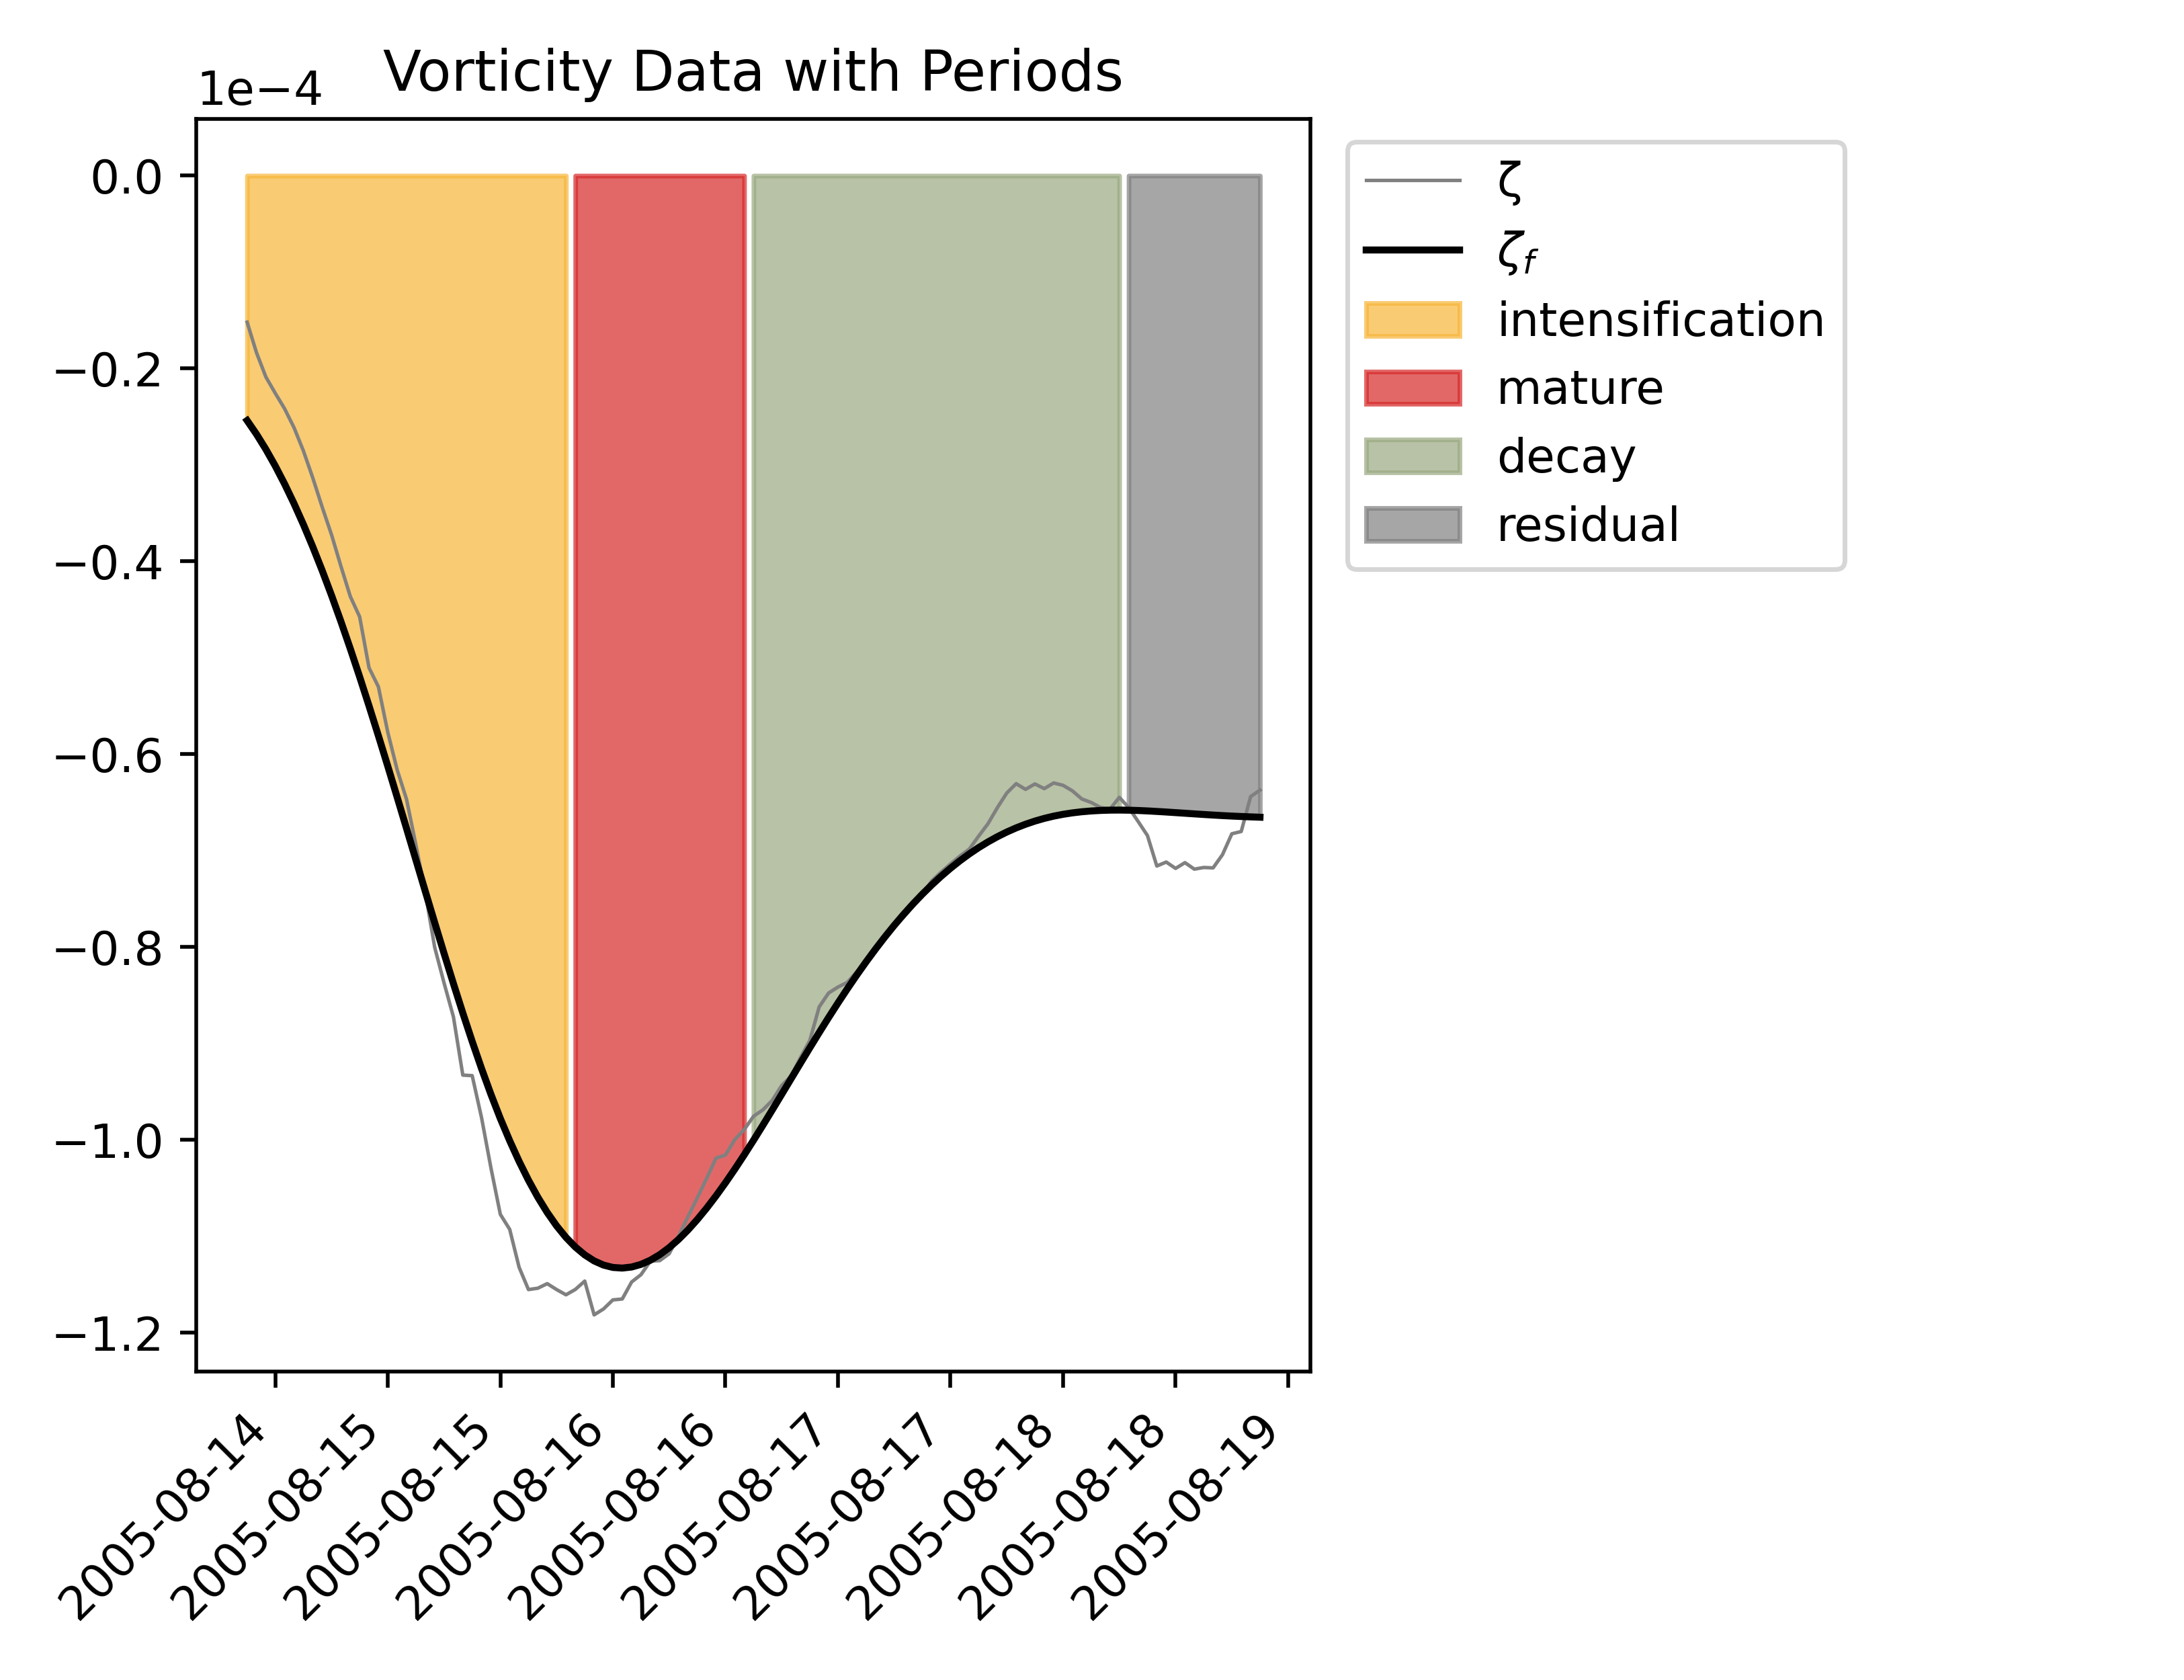 Vorticity Data with Periods
1e−4
0.0
−0.2
−0.4
−0.6
−0.8
−1.0
−1.2
2005-08-14
2005-08-15
2005-08-15
2005-08-16
2005-08-16
2005-08-17
2005-08-17
2005-08-18
2005-08-18
2005-08-19
ζ
ζf
intensification
mature
decay
residual